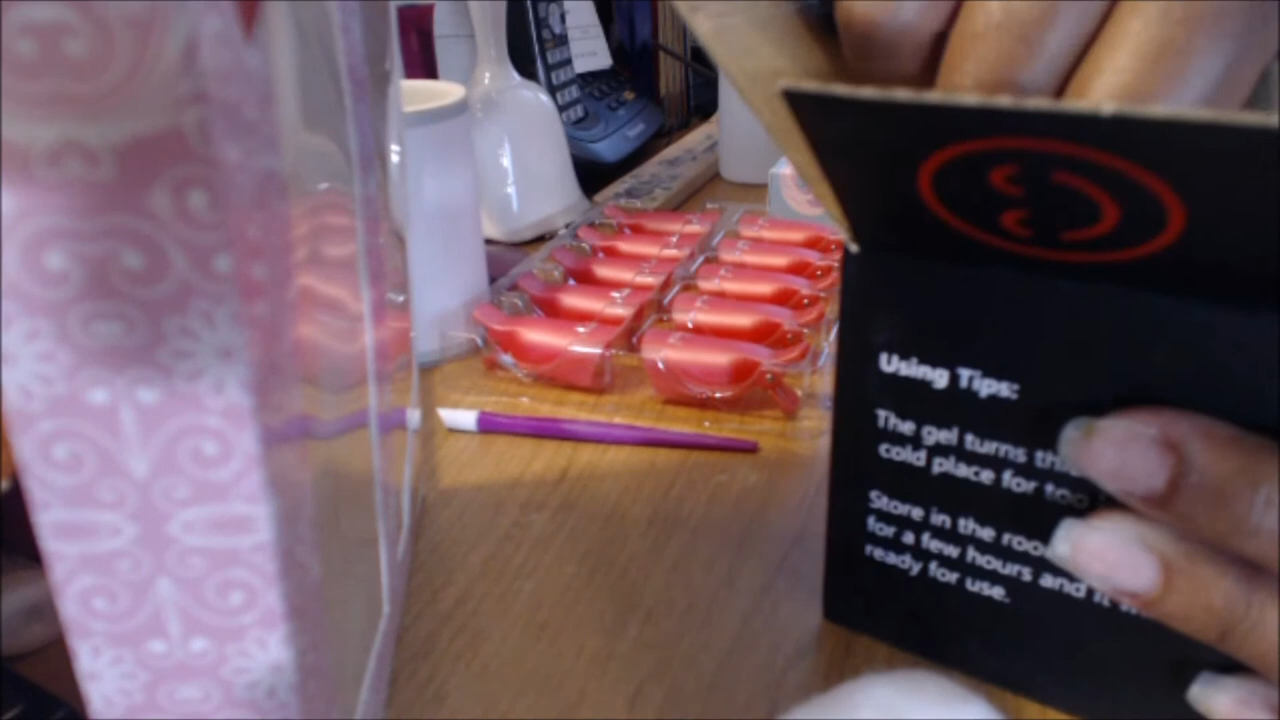 Using Tips:
The gel turns
cold place for too
Store in the
for a few hours and it
ready for use.